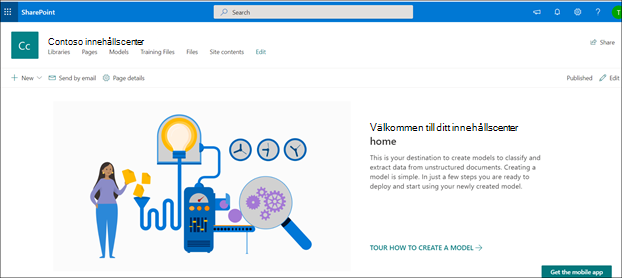 SharePoint
Search
?
T
Cc
Contoso innehållscenter
Libraries Pages Models Training Files Files Site contents Edit
Share
+ New Send by email Page details
Published Edit
Välkommen till ditt innehållscenter
home
This is your destination to create models to classify and
extract data from unstructured documents. Creating a
model is simple. In just a few steps you are ready to
deploy and start using your newly created model.
TOUR HOW TO CREATE A MODEL →
Get the mobile app